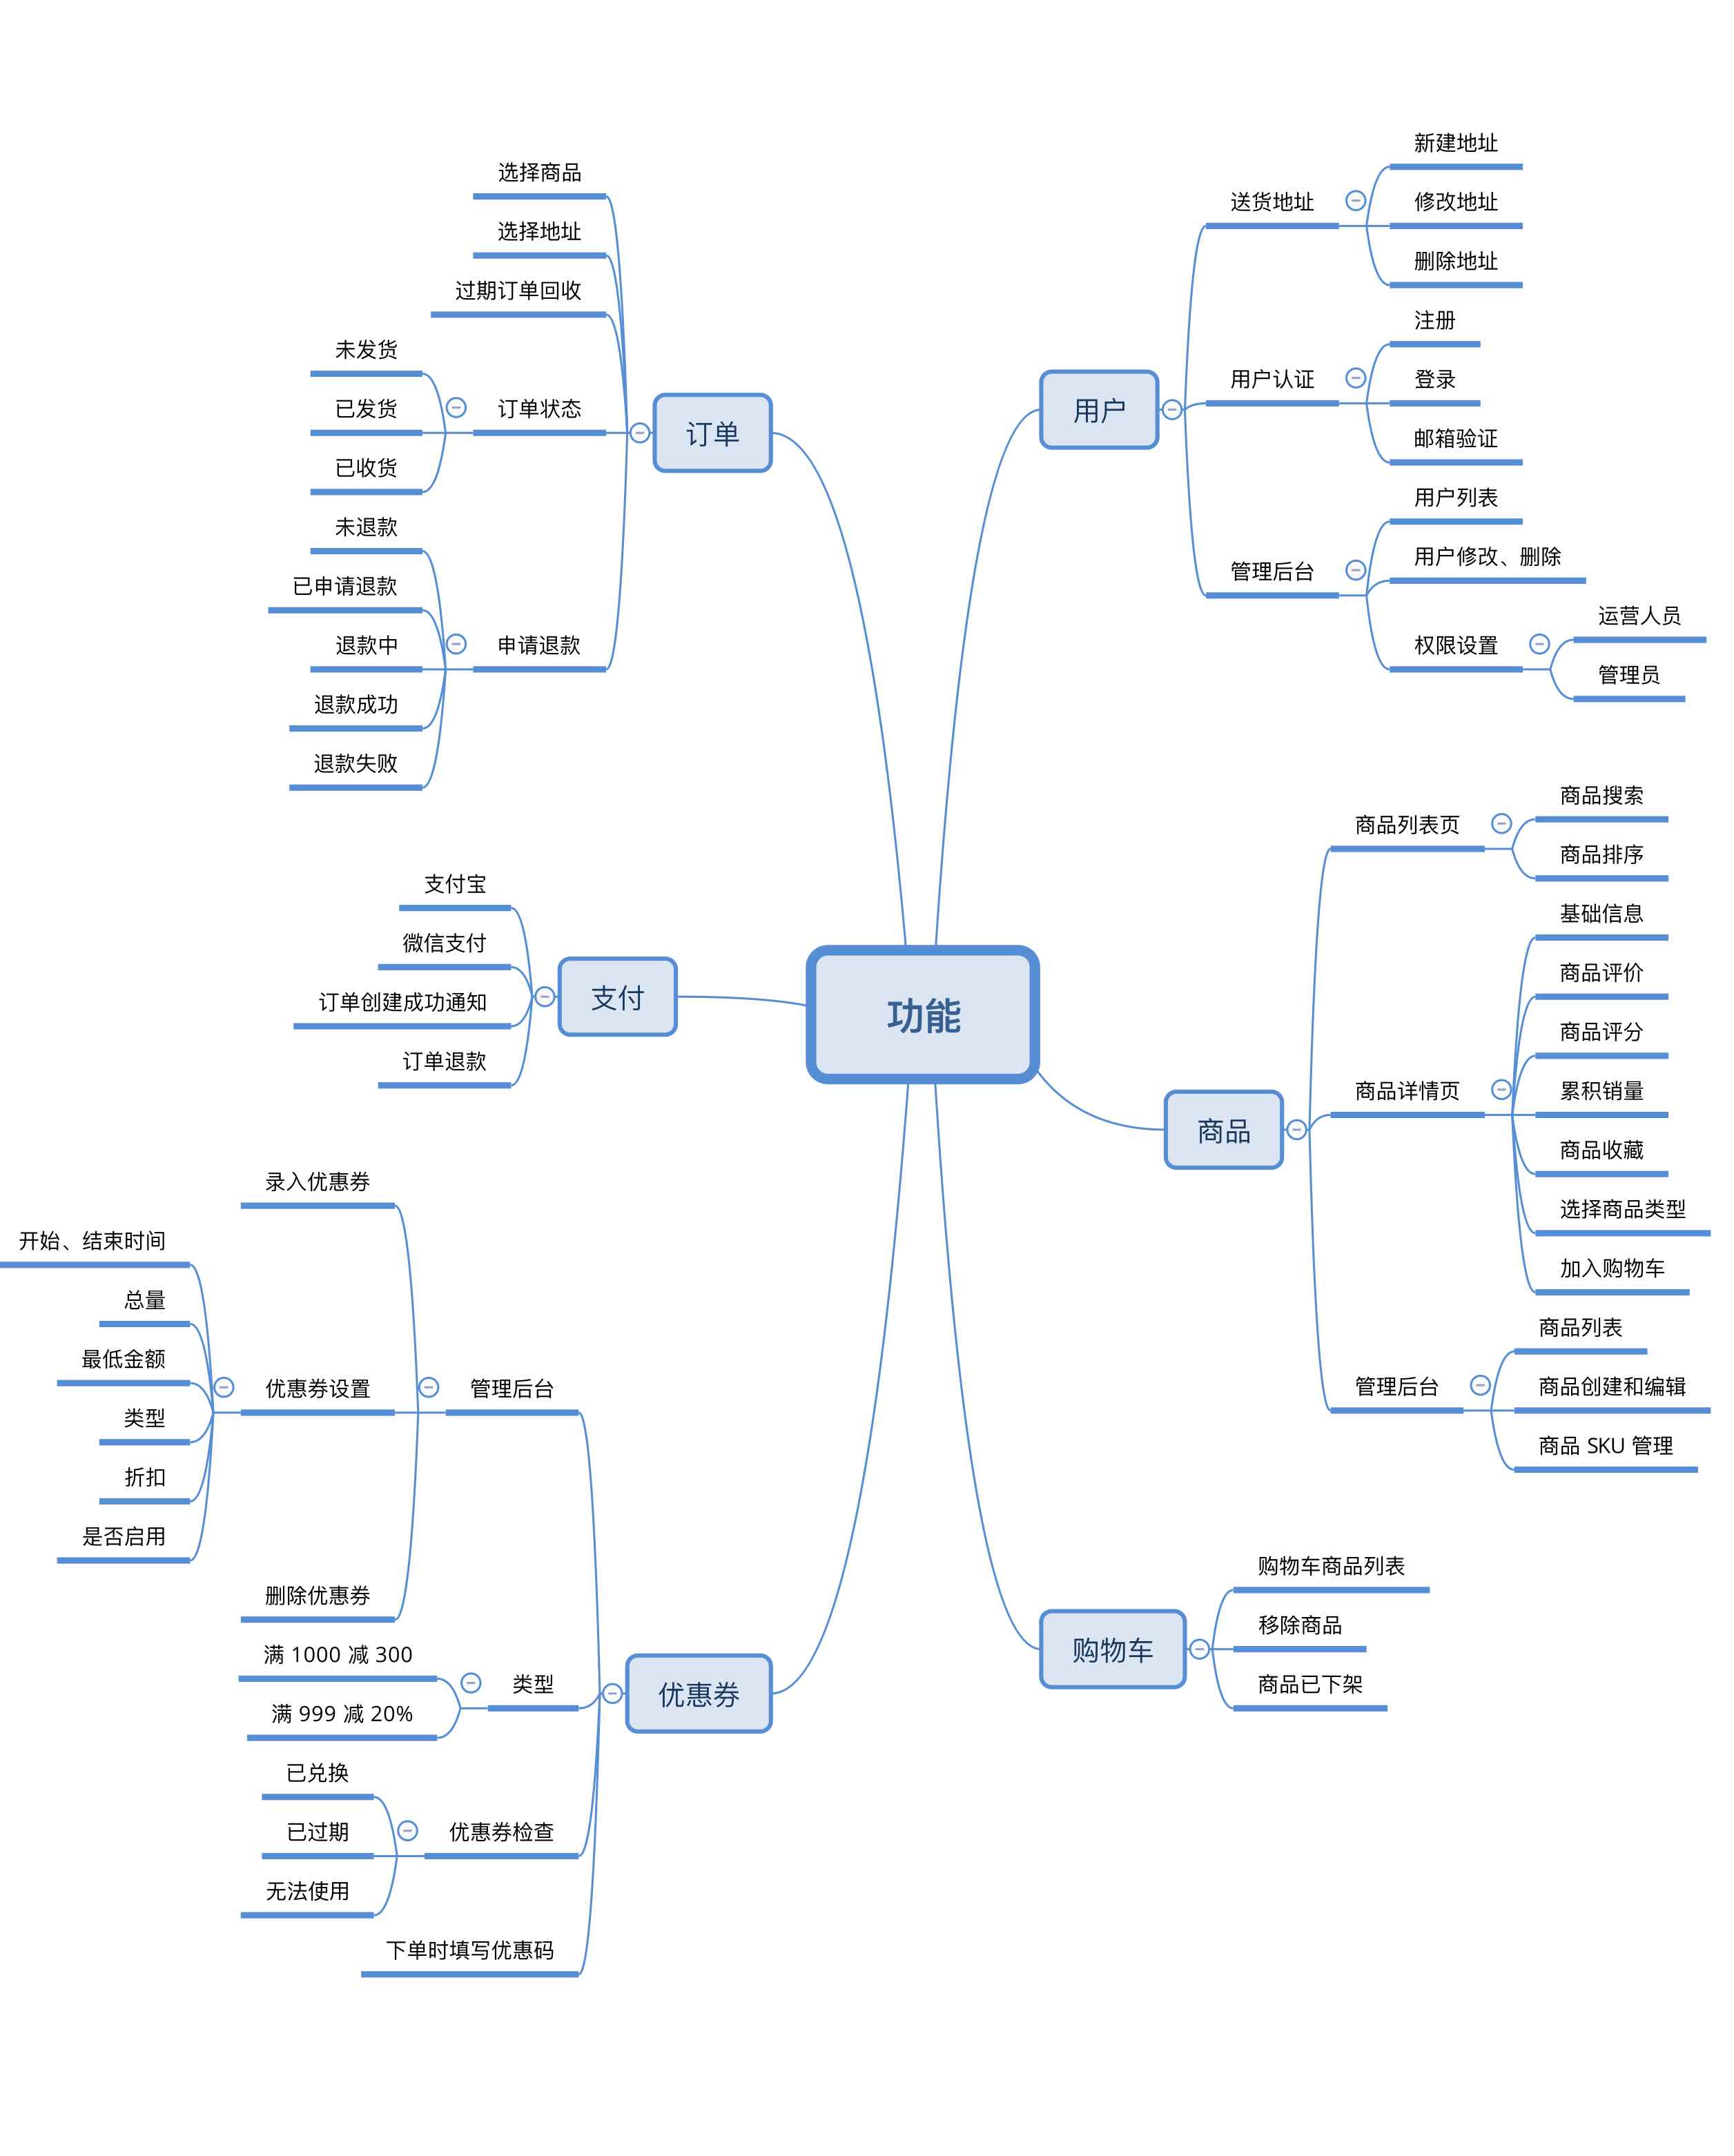 功能
用户
送货地址
新建地址
修改地址
删除地址
用户认证
注册
登录
邮箱验证
管理后台
用户列表
用户修改、删除
权限设置
运营人员
管理员
商品
商品列表页
商品搜索
商品排序
商品详情页
基础信息
商品评价
商品评分
累积销量
商品收藏
选择商品类型
加入购物车
管理后台
商品列表
商品创建和编辑
商品 SKU 管理
购物车
购物车商品列表
移除商品
商品已下架
订单
选择商品
选择地址
过期订单回收
订单状态
未发货
已发货
已收货
申请退款
未退款
已申请退款
退款中
退款成功
退款失败
支付
支付宝
微信支付
订单创建成功通知
订单退款
优惠券
管理后台
录入优惠券
优惠券设置
开始、结束时间
总量
最低金额
类型
折扣
是否启用
删除优惠券
类型
满 1000 减 300
满 999 减 20%
优惠券检查
已兑换
已过期
无法使用
下单时填写优惠码